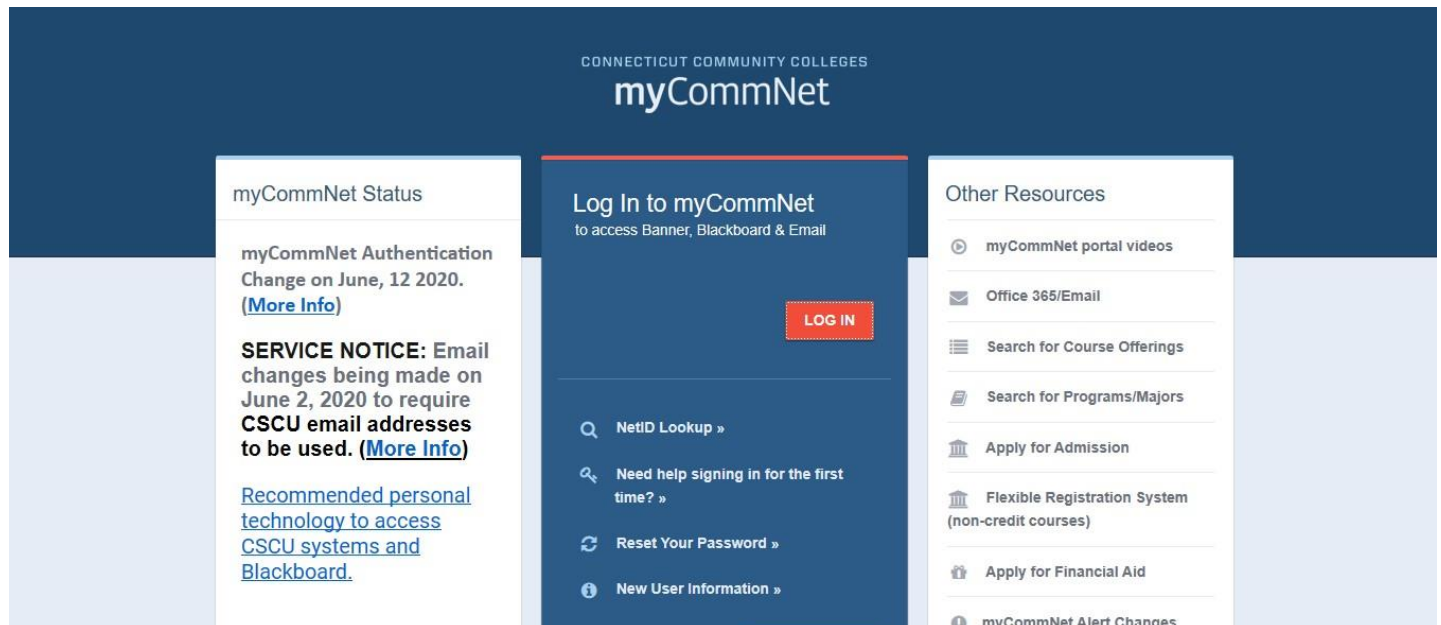 CONNECTICUT COMMUNITY COLLEGES
myCommNet
myCommNet Status
myCommNet Authentication
Change on June, 12 2020.
(More Info)
SERVICE NOTICE: Email
changes being made on
June 2, 2020 to require
CSCU email addresses
to be used. (More Info)
Recommended personal
technology to access
CSCU systems and
Blackboard.
Log In to myCommNet
to access Banner, Blackboard & Email
LOG IN
NetID Lookup »
Need help signing in for the first
time? »
Reset Your Password »
New User Information »
Other Resources
myCommNet portal videos
Office 365/Email
Search for Course Offerings
Search for Programs/Majors
Apply for Admission
Flexible Registration System
(non-credit courses)
Apply for Financial Aid
myCommNet Alert Changes